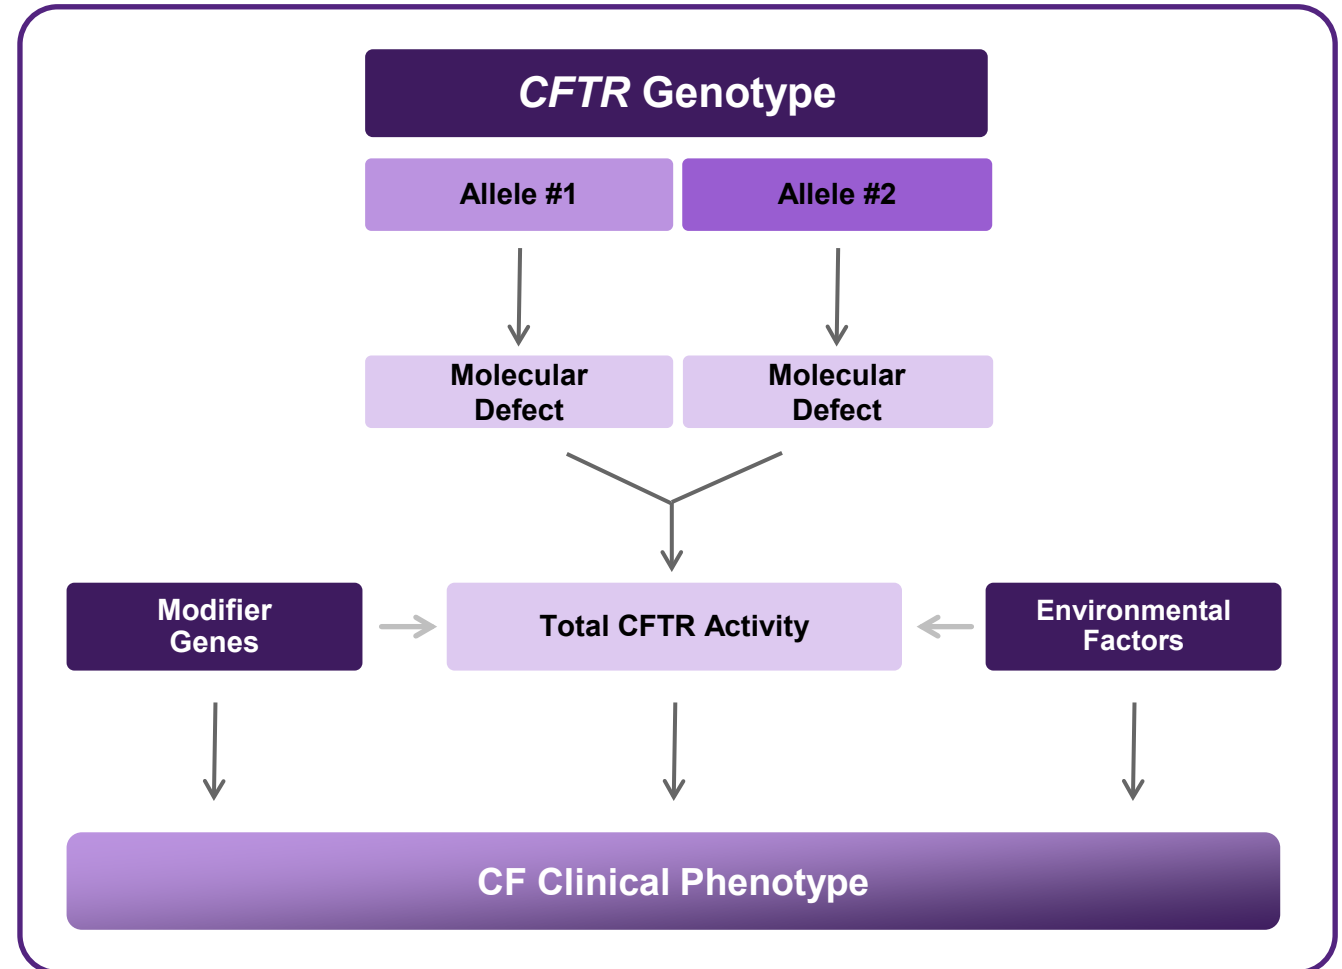 CFTR Genotype
Allele #1
Allele #2
Molecular
Defect
Molecular
Defect
Modifier
Genes
Total CFTR Activity
Environmental
Factors
CF Clinical Phenotype